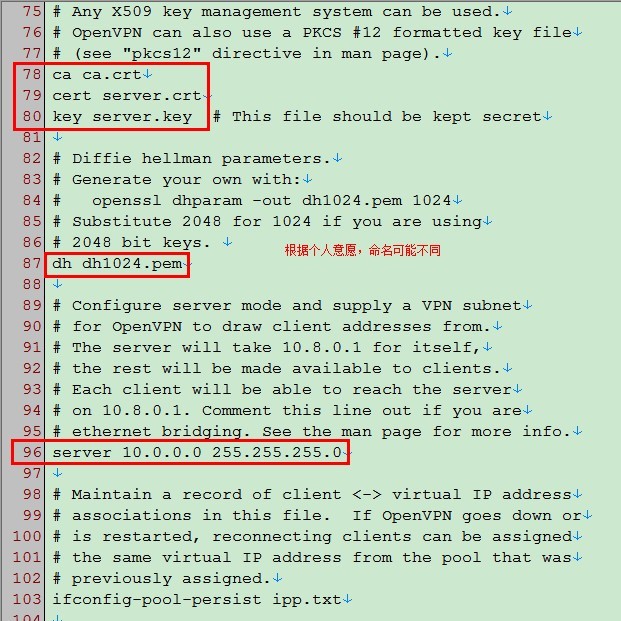 75 # Any X509 key management system can be used.↓
76 # OpenVPN can also use a PKCS #12 formatted key file↓
77 # (see "pkcs12" directive in man page).↓
78 ca ca.crt↓
79 cert server.crt↓
80 key server.key  # This file should be kept secret↓
81 ↓
82 # Diffie hellman parameters.↓
83 # Generate your own with:↓
84 #   openssl dhparam -out dh1024.pem 1024↓
85 # Substitute 2048 for 1024 if you are using↓
86 # 2048 bit keys. ↓
根据个人意愿，命名可能不同
87 dh dh1024.pem↓
88 ↓
89 # Configure server mode and supply a VPN subnet↓
90 # for OpenVPN to draw client addresses from.↓
91 # The server will take 10.8.0.1 for itself,↓
92 # the rest will be made available to clients.↓
93 # Each client will be able to reach the server↓
94 # on 10.8.0.1. Comment this line out if you are↓
95 # ethernet bridging. See the man page for more info.↓
96 server 10.0.0.0 255.255.255.0↓
97 ↓
98 # Maintain a record of client <-> virtual IP address↓
99 # associations in this file.  If OpenVPN goes down or↓
100 # is restarted, reconnecting clients can be assigned↓
101 # the same virtual IP address from the pool that was↓
102 # previously assigned.↓
103 ifconfig-pool-persist ipp.txt↓
104 ↓